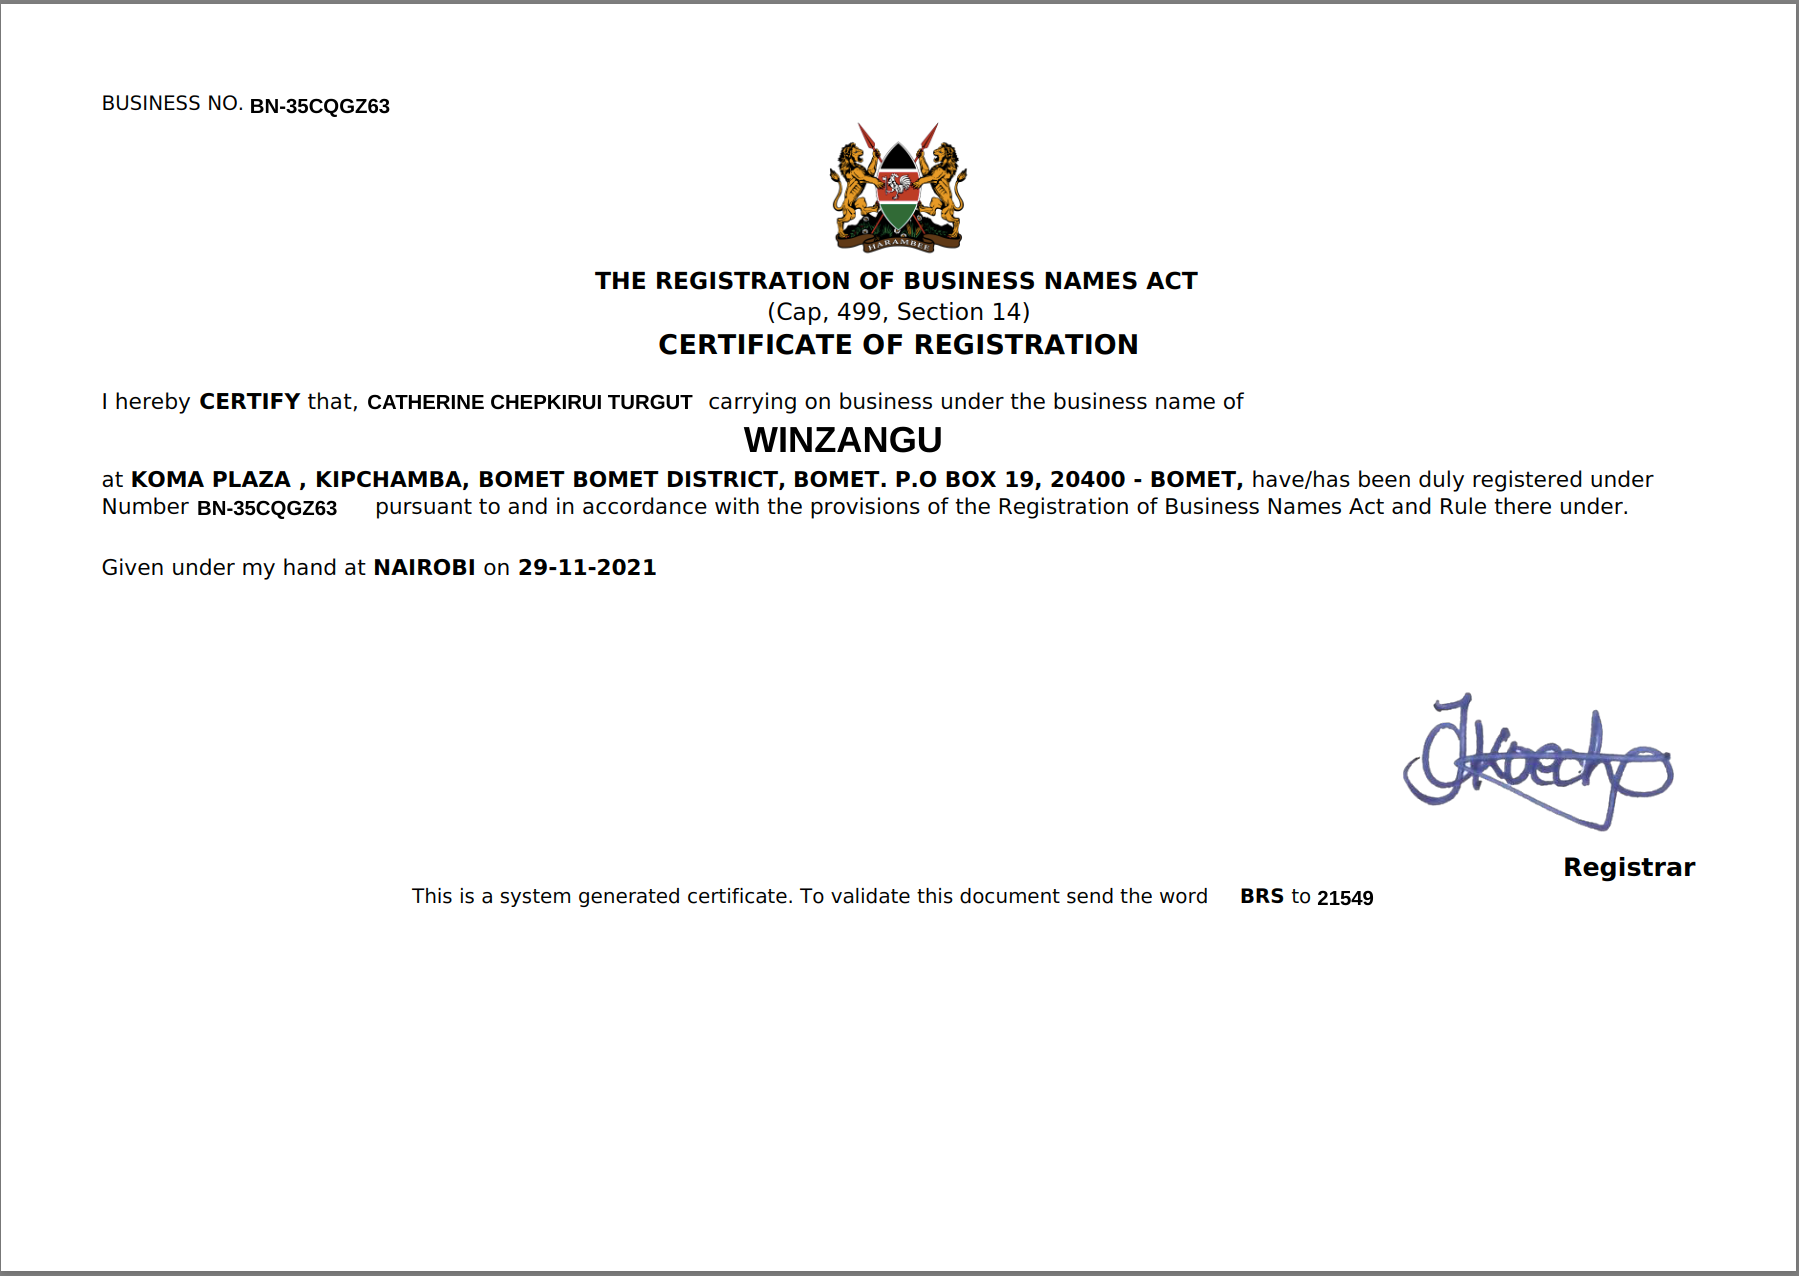 BUSINESS NO. BN-35CQGZ63
HARAMBEE
THE REGISTRATION OF BUSINESS NAMES ACT
(Cap, 499, Section 14)
CERTIFICATE OF REGISTRATION
I hereby CERTIFY that, CATHERINE CHEPKIRUI TURGUT carrying on business under the business name of
WINZANGU
at KOMA PLAZA , KIPCHAMBA, BOMET BOMET DISTRICT, BOMET. P.O BOX 19, 20400 - BOMET, have/has been duly registered under
Number BN-35CQGZ63 pursuant to and in accordance with the provisions of the Registration of Business Names Act and Rule there under.
Given under my hand at NAIROBI on 29-11-2021
Registrar
This is a system generated certificate. To validate this document send the word BRS to 21549